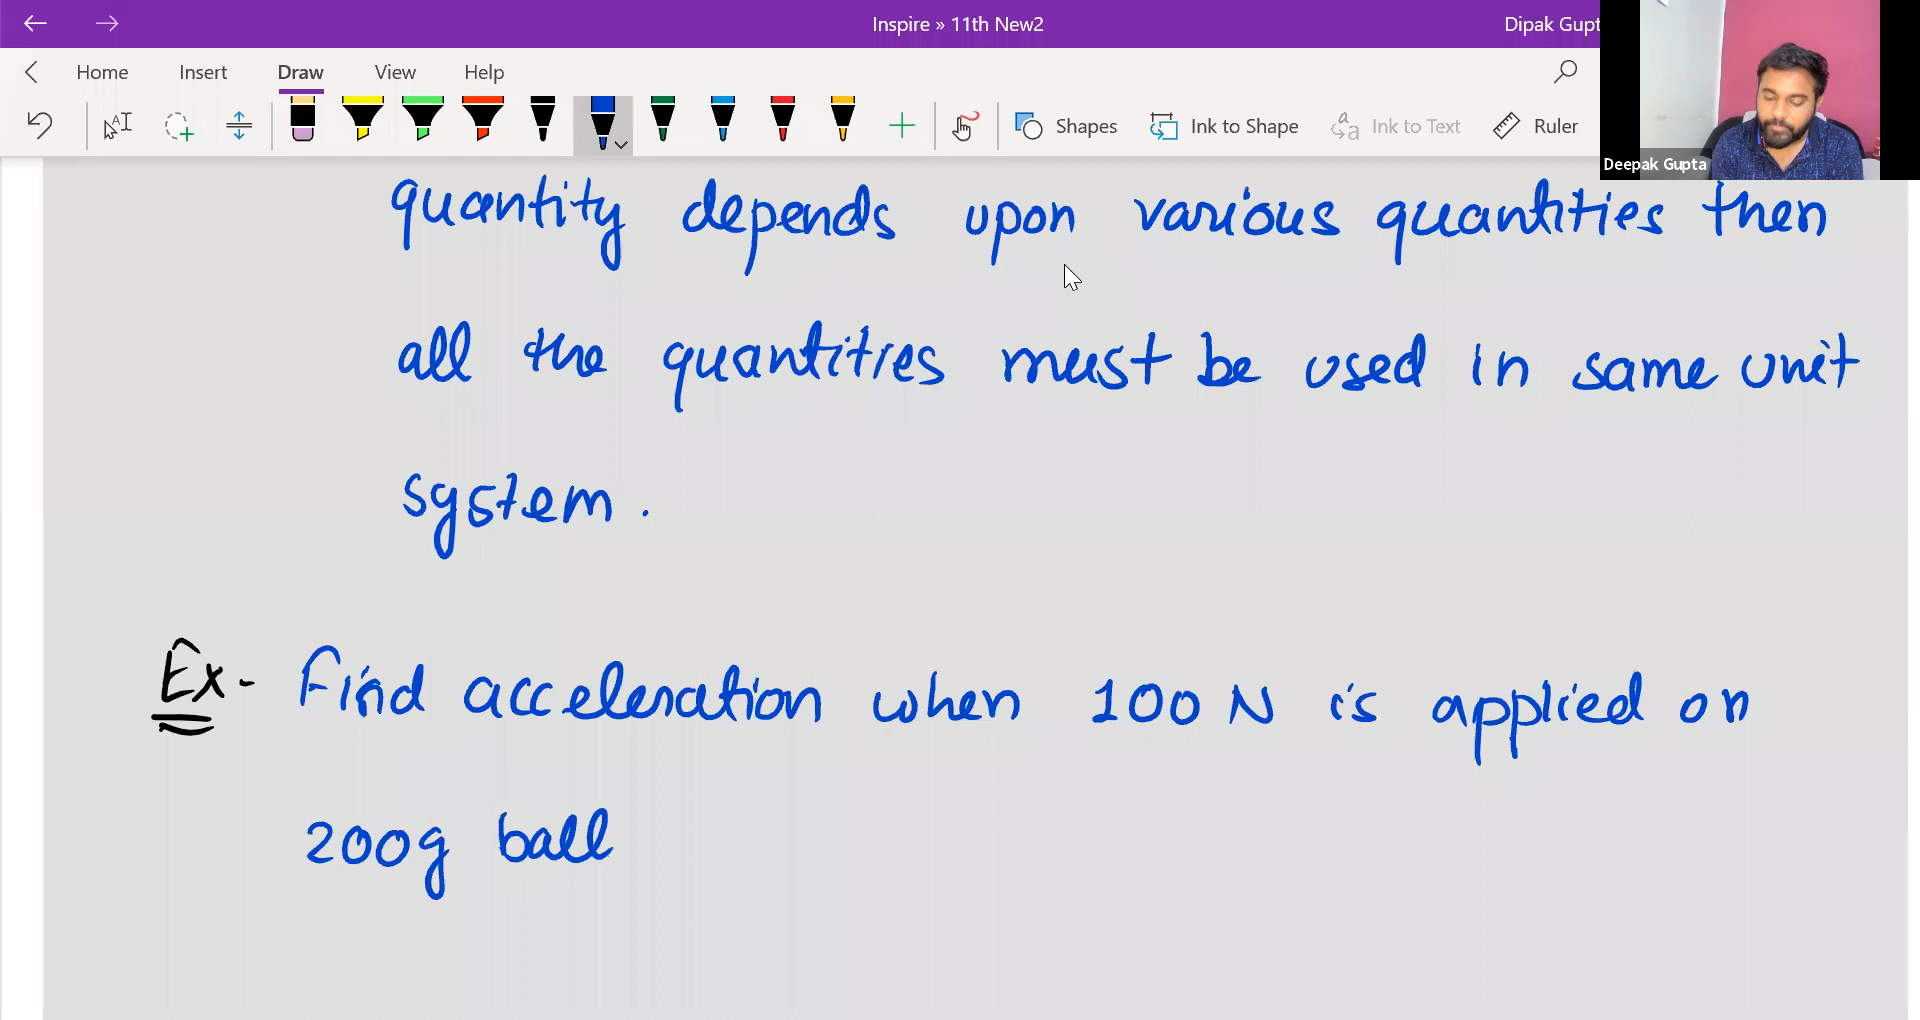 Inspire » 11th New2
Dipak Gupt
Home Insert Draw View Help
Shapes Ink to Shape Ink to Text Ruler
Deepak Gupta
quantity depends upon various quantities then
all the quantities must be used in same unit
system.
Ex - Find acceleration when 100 N is applied on
200g ball